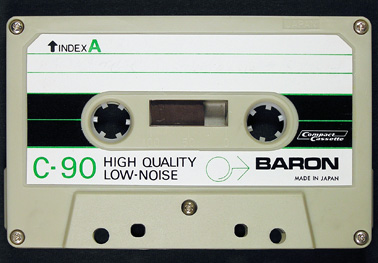 ↑INDEX A
Compact
Cassette
C-90 HIGH QUALITY
LOW-NOISE
BARON
MADE IN JAPAN